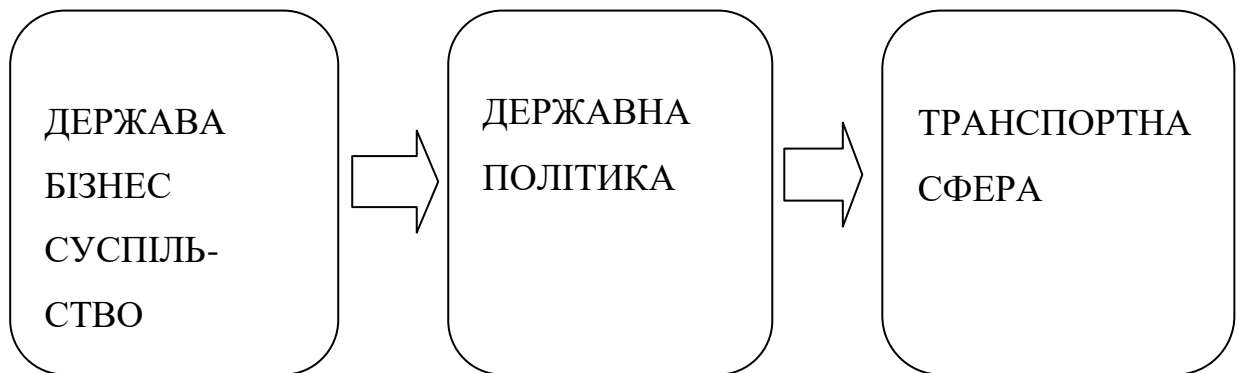 ДЕРЖАВА
БІЗНЕС
СУСПІЛЬ-
СТВО
ДЕРЖАВНА
ПОЛІТИКА
ТРАНСПОРТНА
СФЕРА